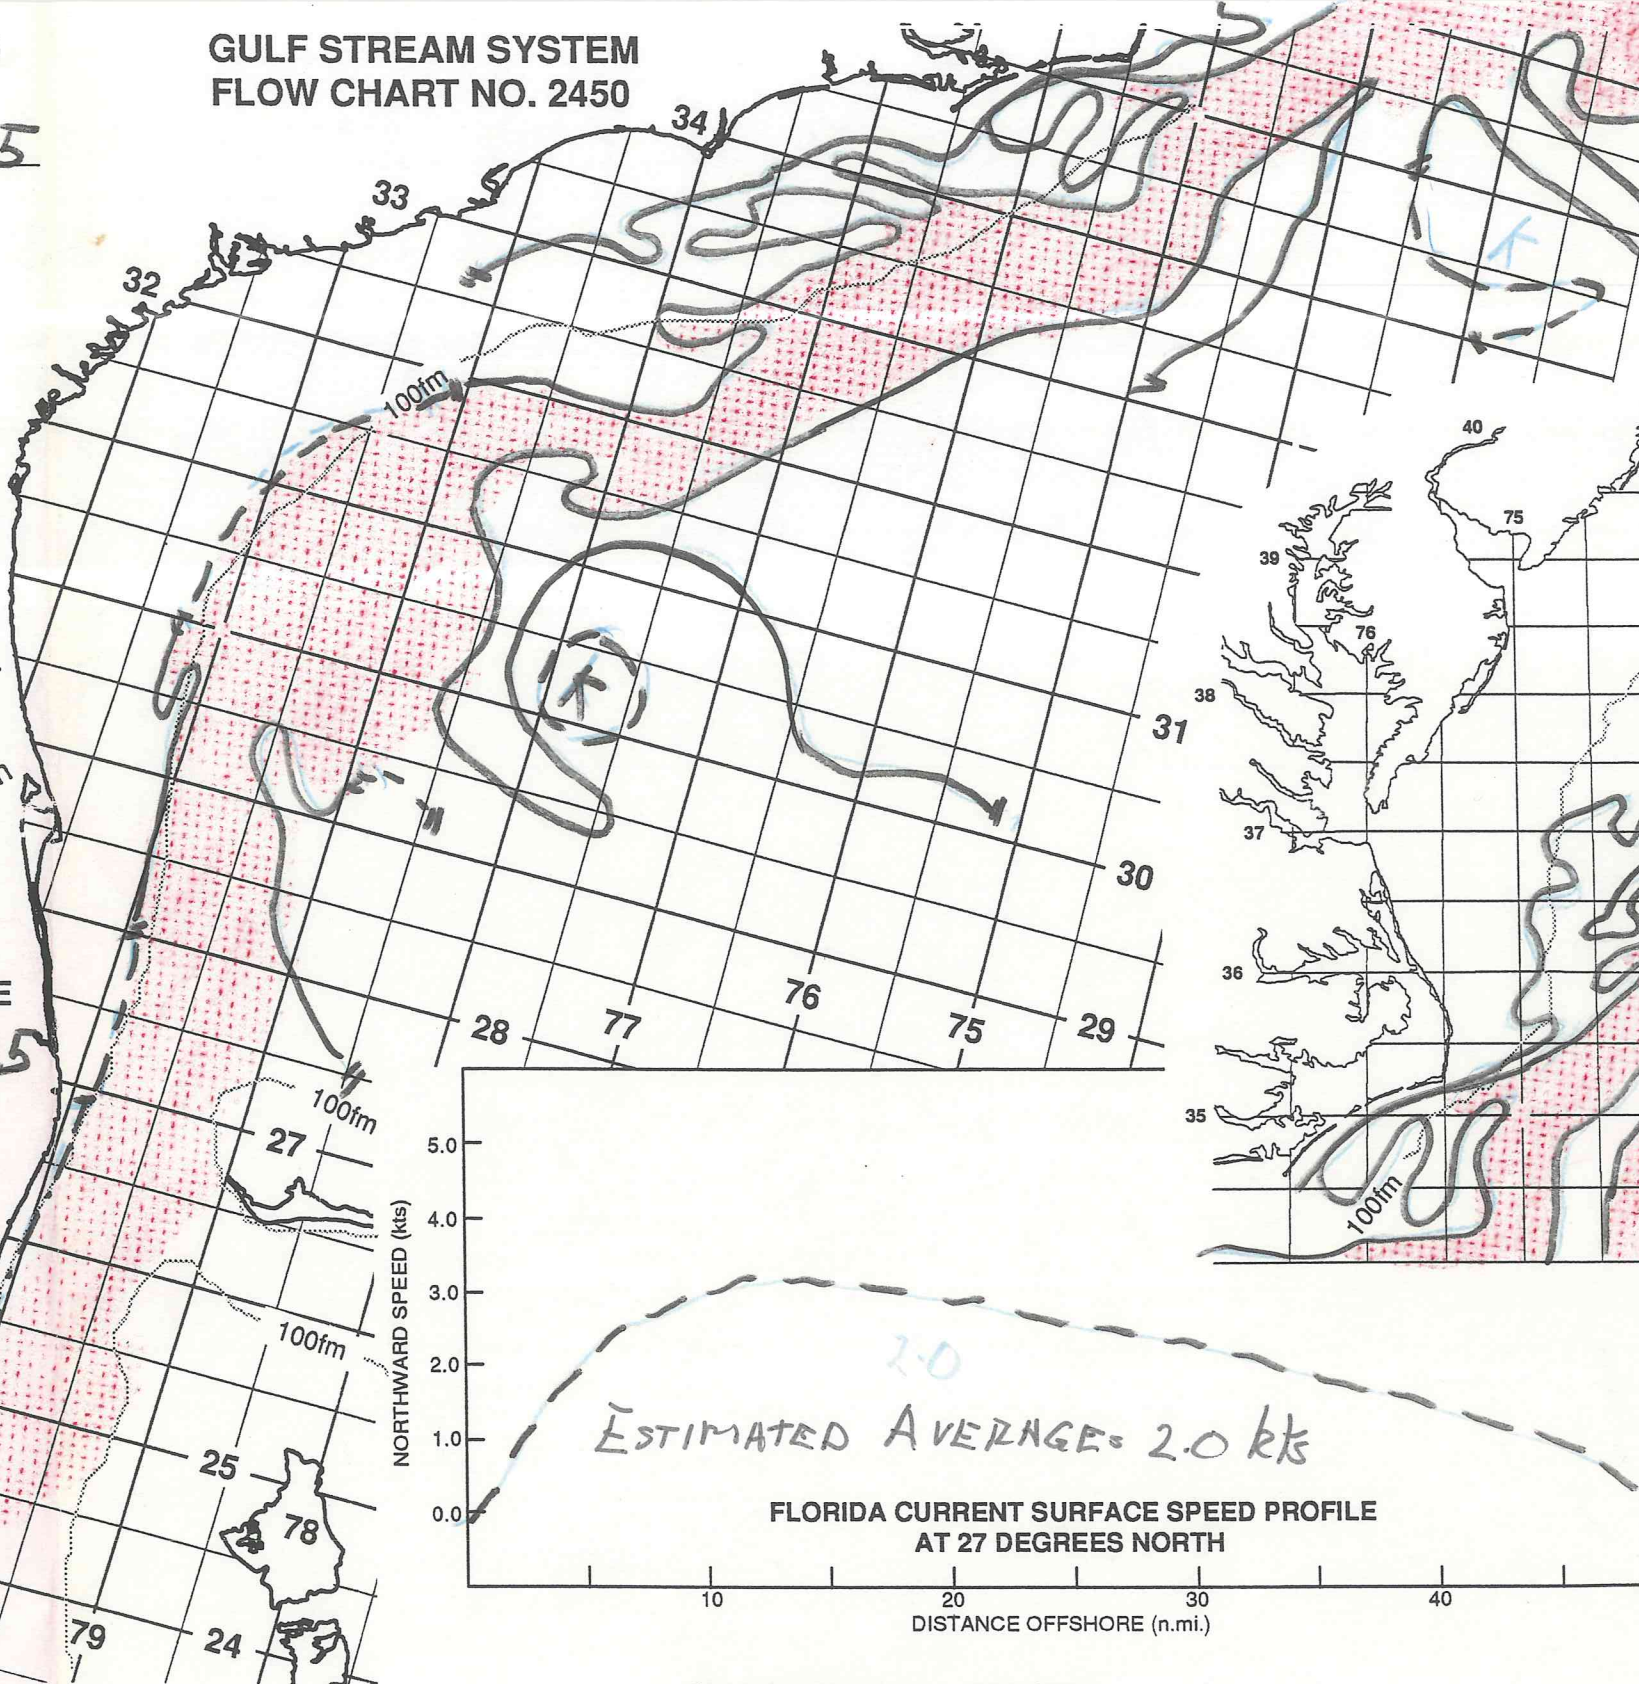 GULF STREAM SYSTEM
FLOW CHART NO. 2450
5
34
33
32
100fm
K
40
75
39
76
38
37
36
35
100fm
K
31
30
76
77
75
28
29
100fm
27
5
100fm
25
78
79
24
NORTHWARD SPEED (kts)
5.0
4.0
3.0
2.0
1.0
0.0
2.0
ESTIMATED AVERAGE: 2.0 kts
FLORIDA CURRENT SURFACE SPEED PROFILE
AT 27 DEGREES NORTH
10 20 30 40
DISTANCE OFFSHORE (n.mi.)